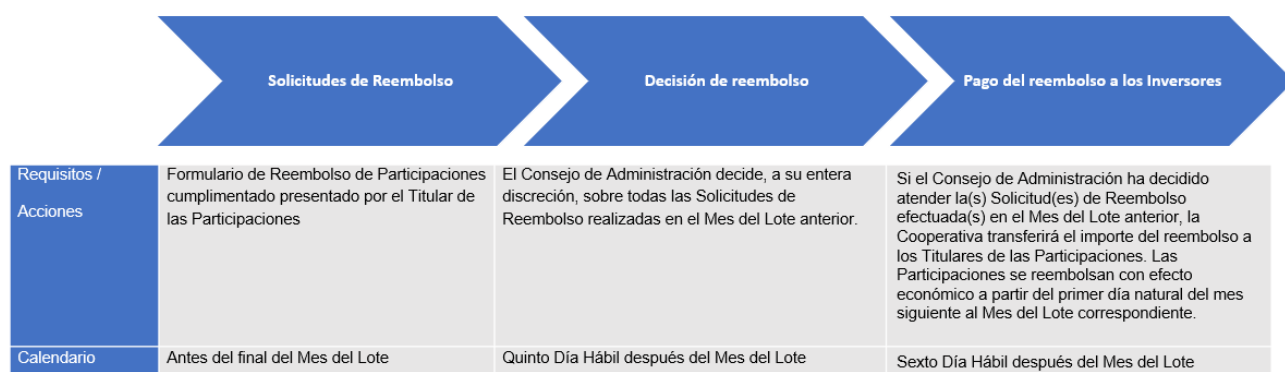 Solicitudes de Reembolso
Decisión de reembolso
Pago del reembolso a los Inversores
Requisitos /
Acciones
Formulario de Reembolso de Participaciones
cumplimentado presentado por el Titular de
las Participaciones
El Consejo de Administración decide, a su entera
discreción, sobre todas las Solicitudes de
Reembolso realizadas en el Mes del Lote anterior.
Si el Consejo de Administración ha decidido
atender la(s) Solicitud(es) de Reembolso
efectuada(s) en el Mes del Lote anterior, la
Cooperativa transferirá el importe del reembolso a
los Titulares de las Participaciones. Las
Participaciones se reembolsan con efecto
económico a partir del primer día natural del mes
siguiente al Mes del Lote correspondiente.
Calendario
Antes del final del Mes del Lote
Quinto Día Hábil después del Mes del Lote
Sexto Día Hábil después del Mes del Lote